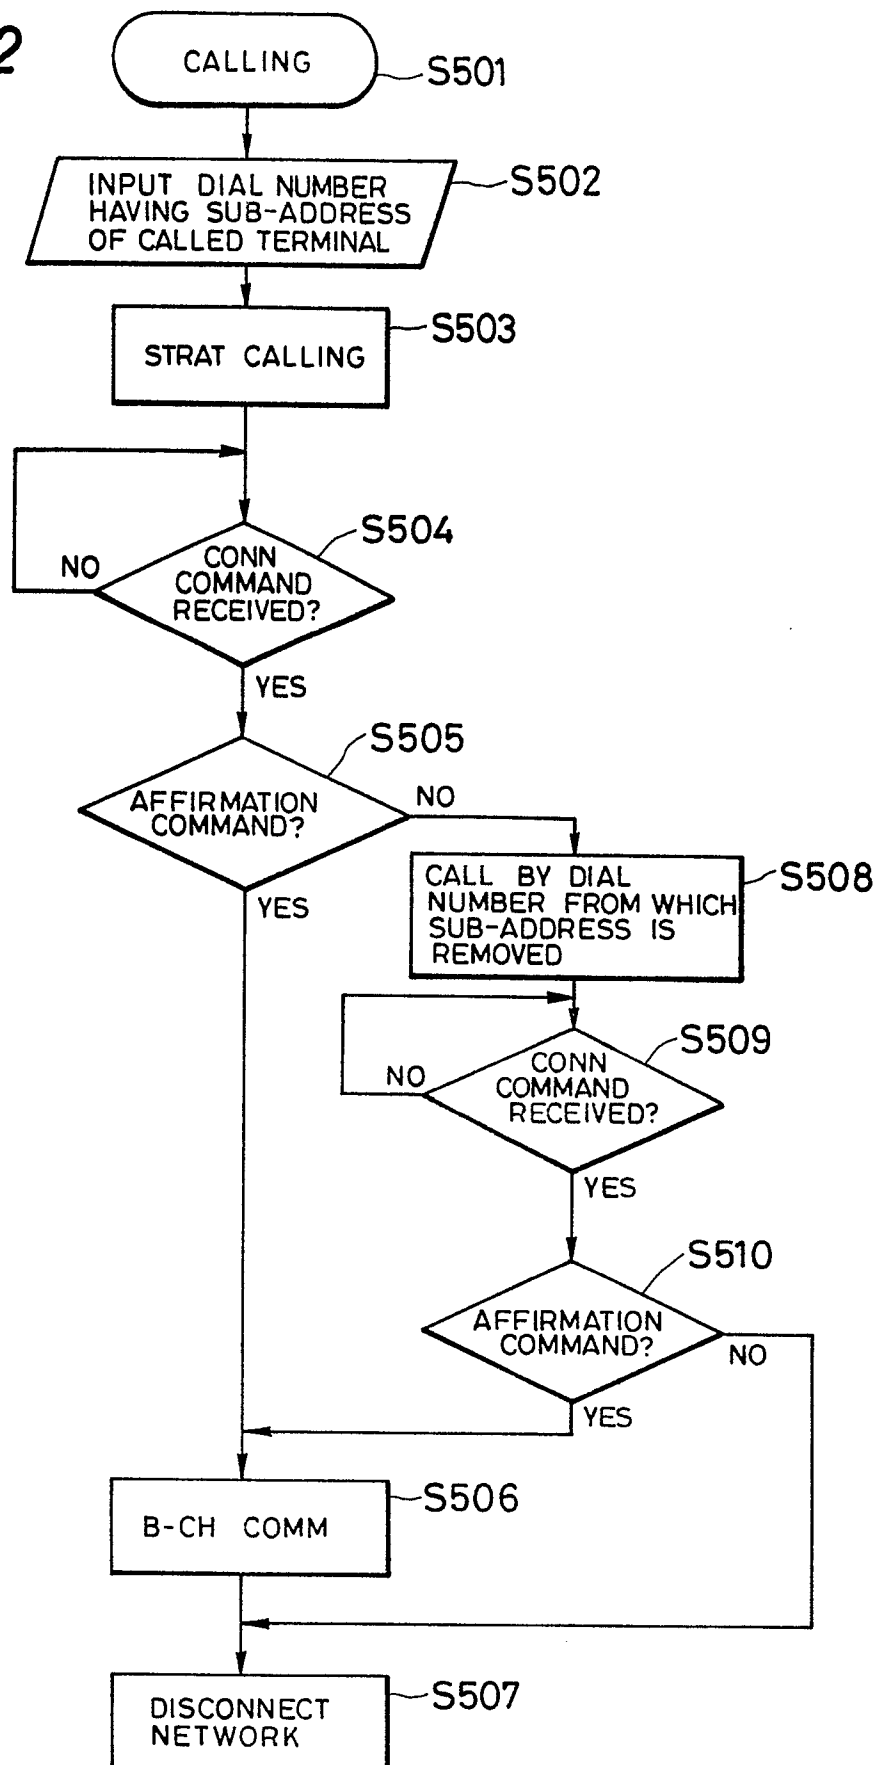 2
CALLING
S501
INPUT DIAL NUMBER
HAVING SUB-ADDRESS
OF CALLED TERMINAL
S502
STRAT CALLING
S503
S504
CONN
COMMAND
RECEIVED?
NO
YES
S505
AFFIRMATION
COMMAND?
NO
YES
CALL BY DIAL
NUMBER FROM WHICH
SUB-ADDRESS IS
REMOVED
S508
S509
CONN
COMMAND
RECEIVED?
NO
YES
S510
AFFIRMATION
COMMAND?
NO
YES
B-CH COMM
S506
DISCONNECT
NETWORK
S507